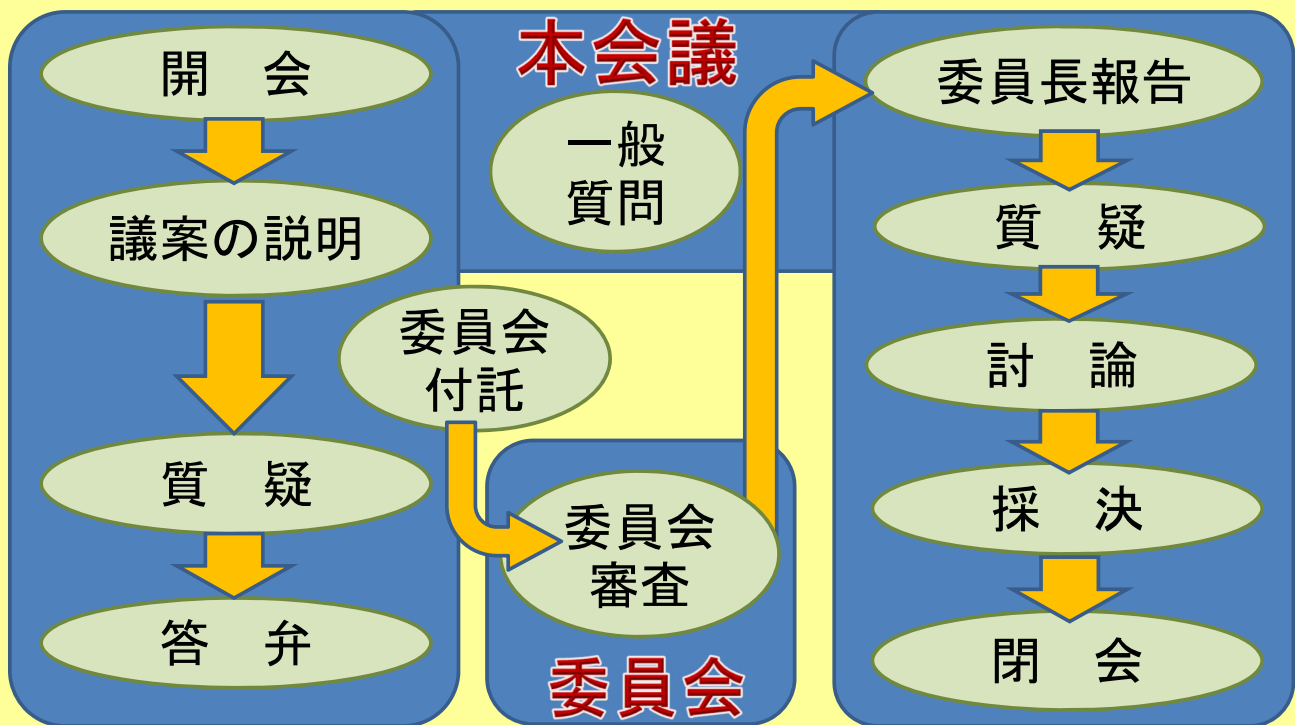 本会議
開　会
議案の説明
質　疑
答　弁
一般
質問
委員会
付託
委員会
審査
委員会
委員長報告
質　疑
討　論
採　決
閉　会